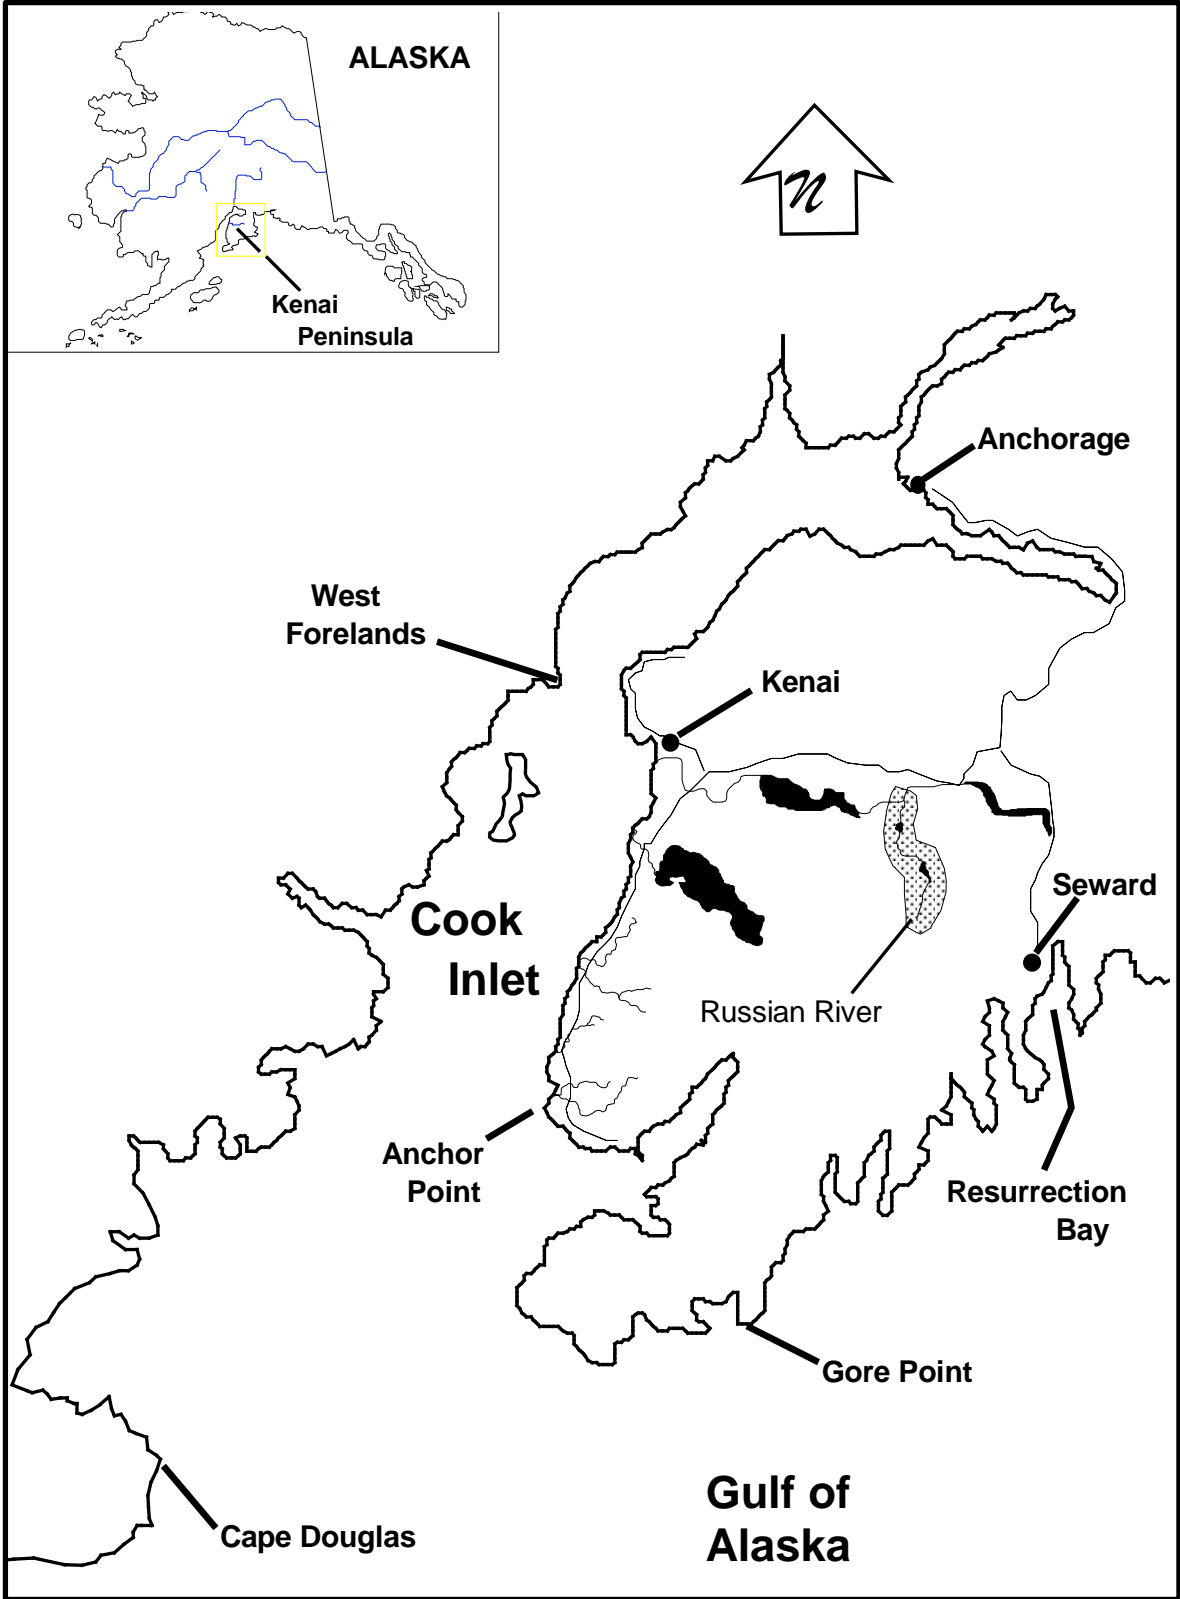 ALASKA
Kenai
Peninsula
n
Anchorage
West
Forelands
Kenai
Seward
Cook
Inlet
Russian River
Anchor
Point
Resurrection
Bay
Gore Point
Gulf of
Alaska
Cape Douglas